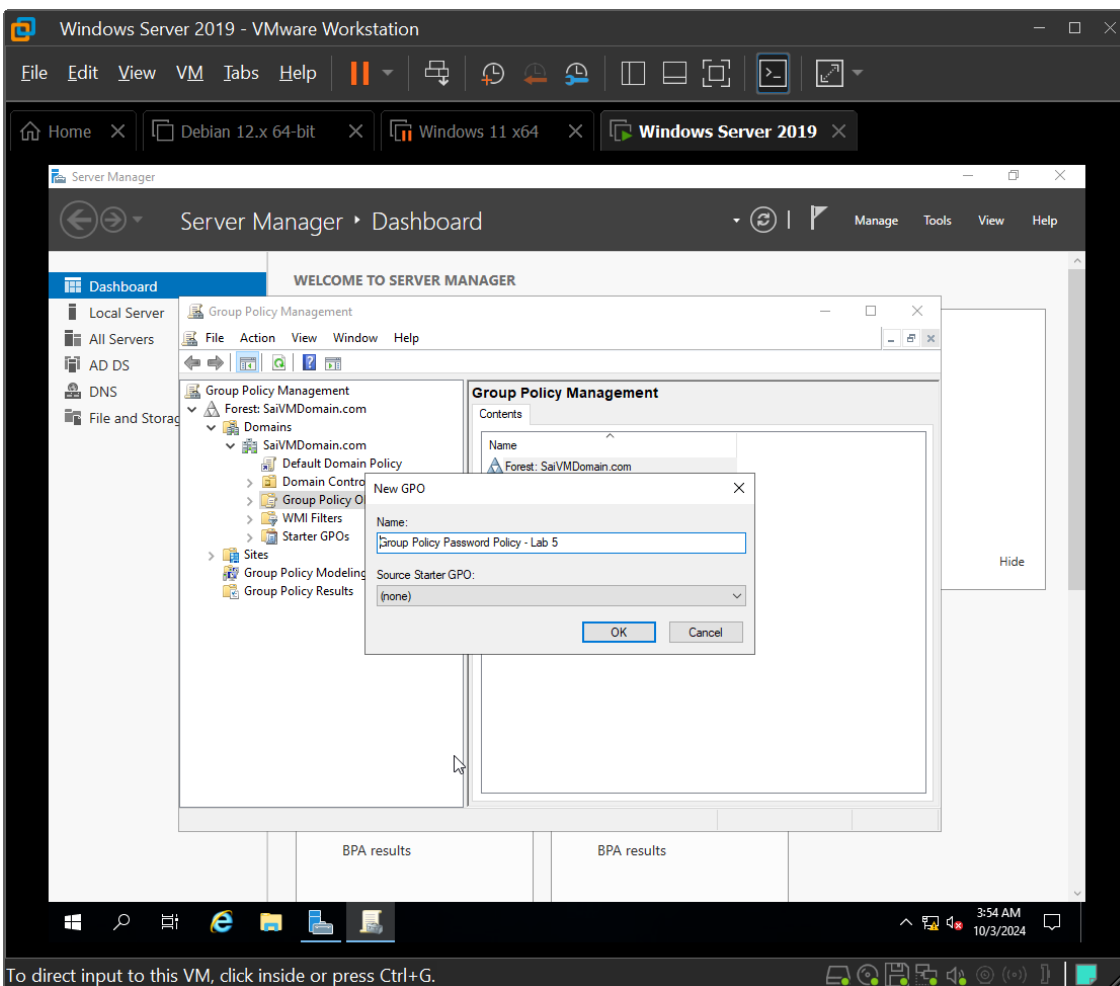 Windows Server 2019 - VMware Workstation
File Edit View VM Tabs Help
Home
Debian 12.x 64-bit
Windows 11 x64
Windows Server 2019
Server Manager
Server Manager • Dashboard
Manage Tools View Help
Dashboard
Local Server
All Servers
AD DS
DNS
File and Storag
WELCOME TO SERVER MANAGER
Group Policy Management
File Action View Window Help
Group Policy Management
Forest: SaiVMDomain.com
Domains
SaiVMDomain.com
Default Domain Policy
Domain Contro
Group Policy O
WMI Filters
Starter GPOs
Sites
Group Policy Modeling
Group Policy Results
Group Policy Management
Contents
Name
Forest: SaiVMDomain.com
New GPO
Name:
Group Policy Password Policy - Lab 5
Source Starter GPO:
(none)
OK Cancel
Hide
BPA results
BPA results
3:54 AM
10/3/2024
To direct input to this VM, click inside or press Ctrl+G.